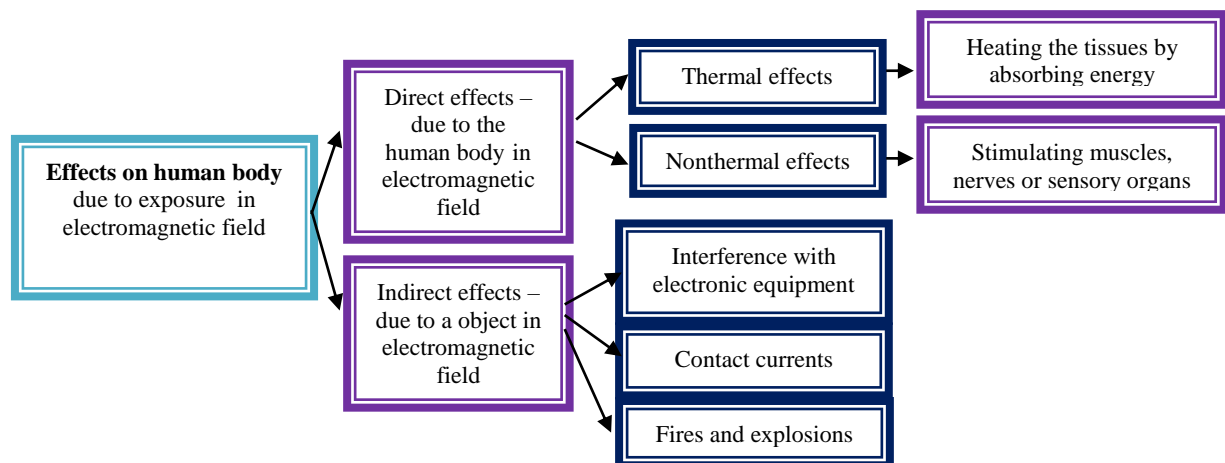 Effects on human body
due to exposure in
electromagnetic field
Direct effects –
due to the
human body in
electromagnetic
field
Thermal effects
Heating the tissues by
absorbing energy
Nonthermal effects
Stimulating muscles,
nerves or sensory organs
Indirect effects –
due to a object in
electromagnetic
field
Interference with
electronic equipment
Contact currents
Fires and explosions